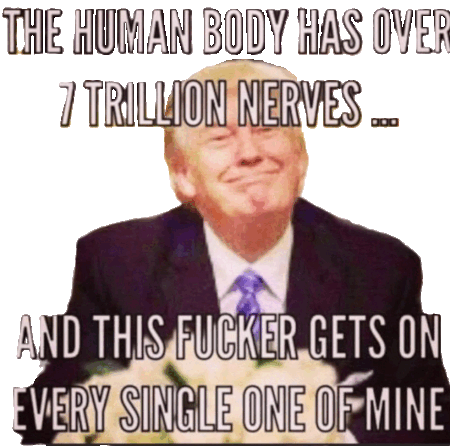 THE HUMAN BODY HAS OVER
7 TRILLION NERVES ...
AND THIS FUCKER GETS ON
EVERY SINGLE ONE OF MINE